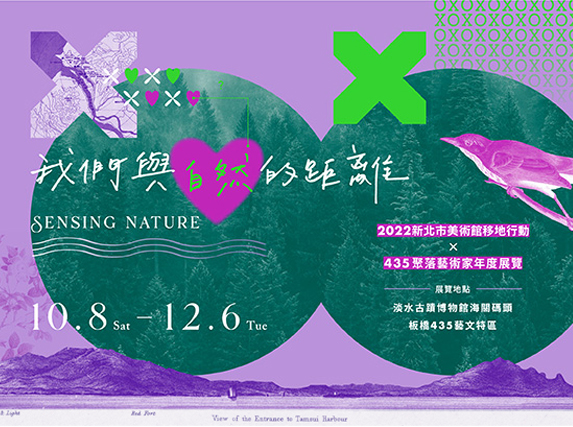 我們與自然的距離
SENSING NATURE
2022新北市美術館移地行動
×
435聚落藝術家年度展覽
展覽地點
淡水古蹟博物館海關碼頭
板橋435藝文特區
10.8 Sat – 12.6 Tue
Light
Red Fort
View of the Entrance to Tamsui Harbour